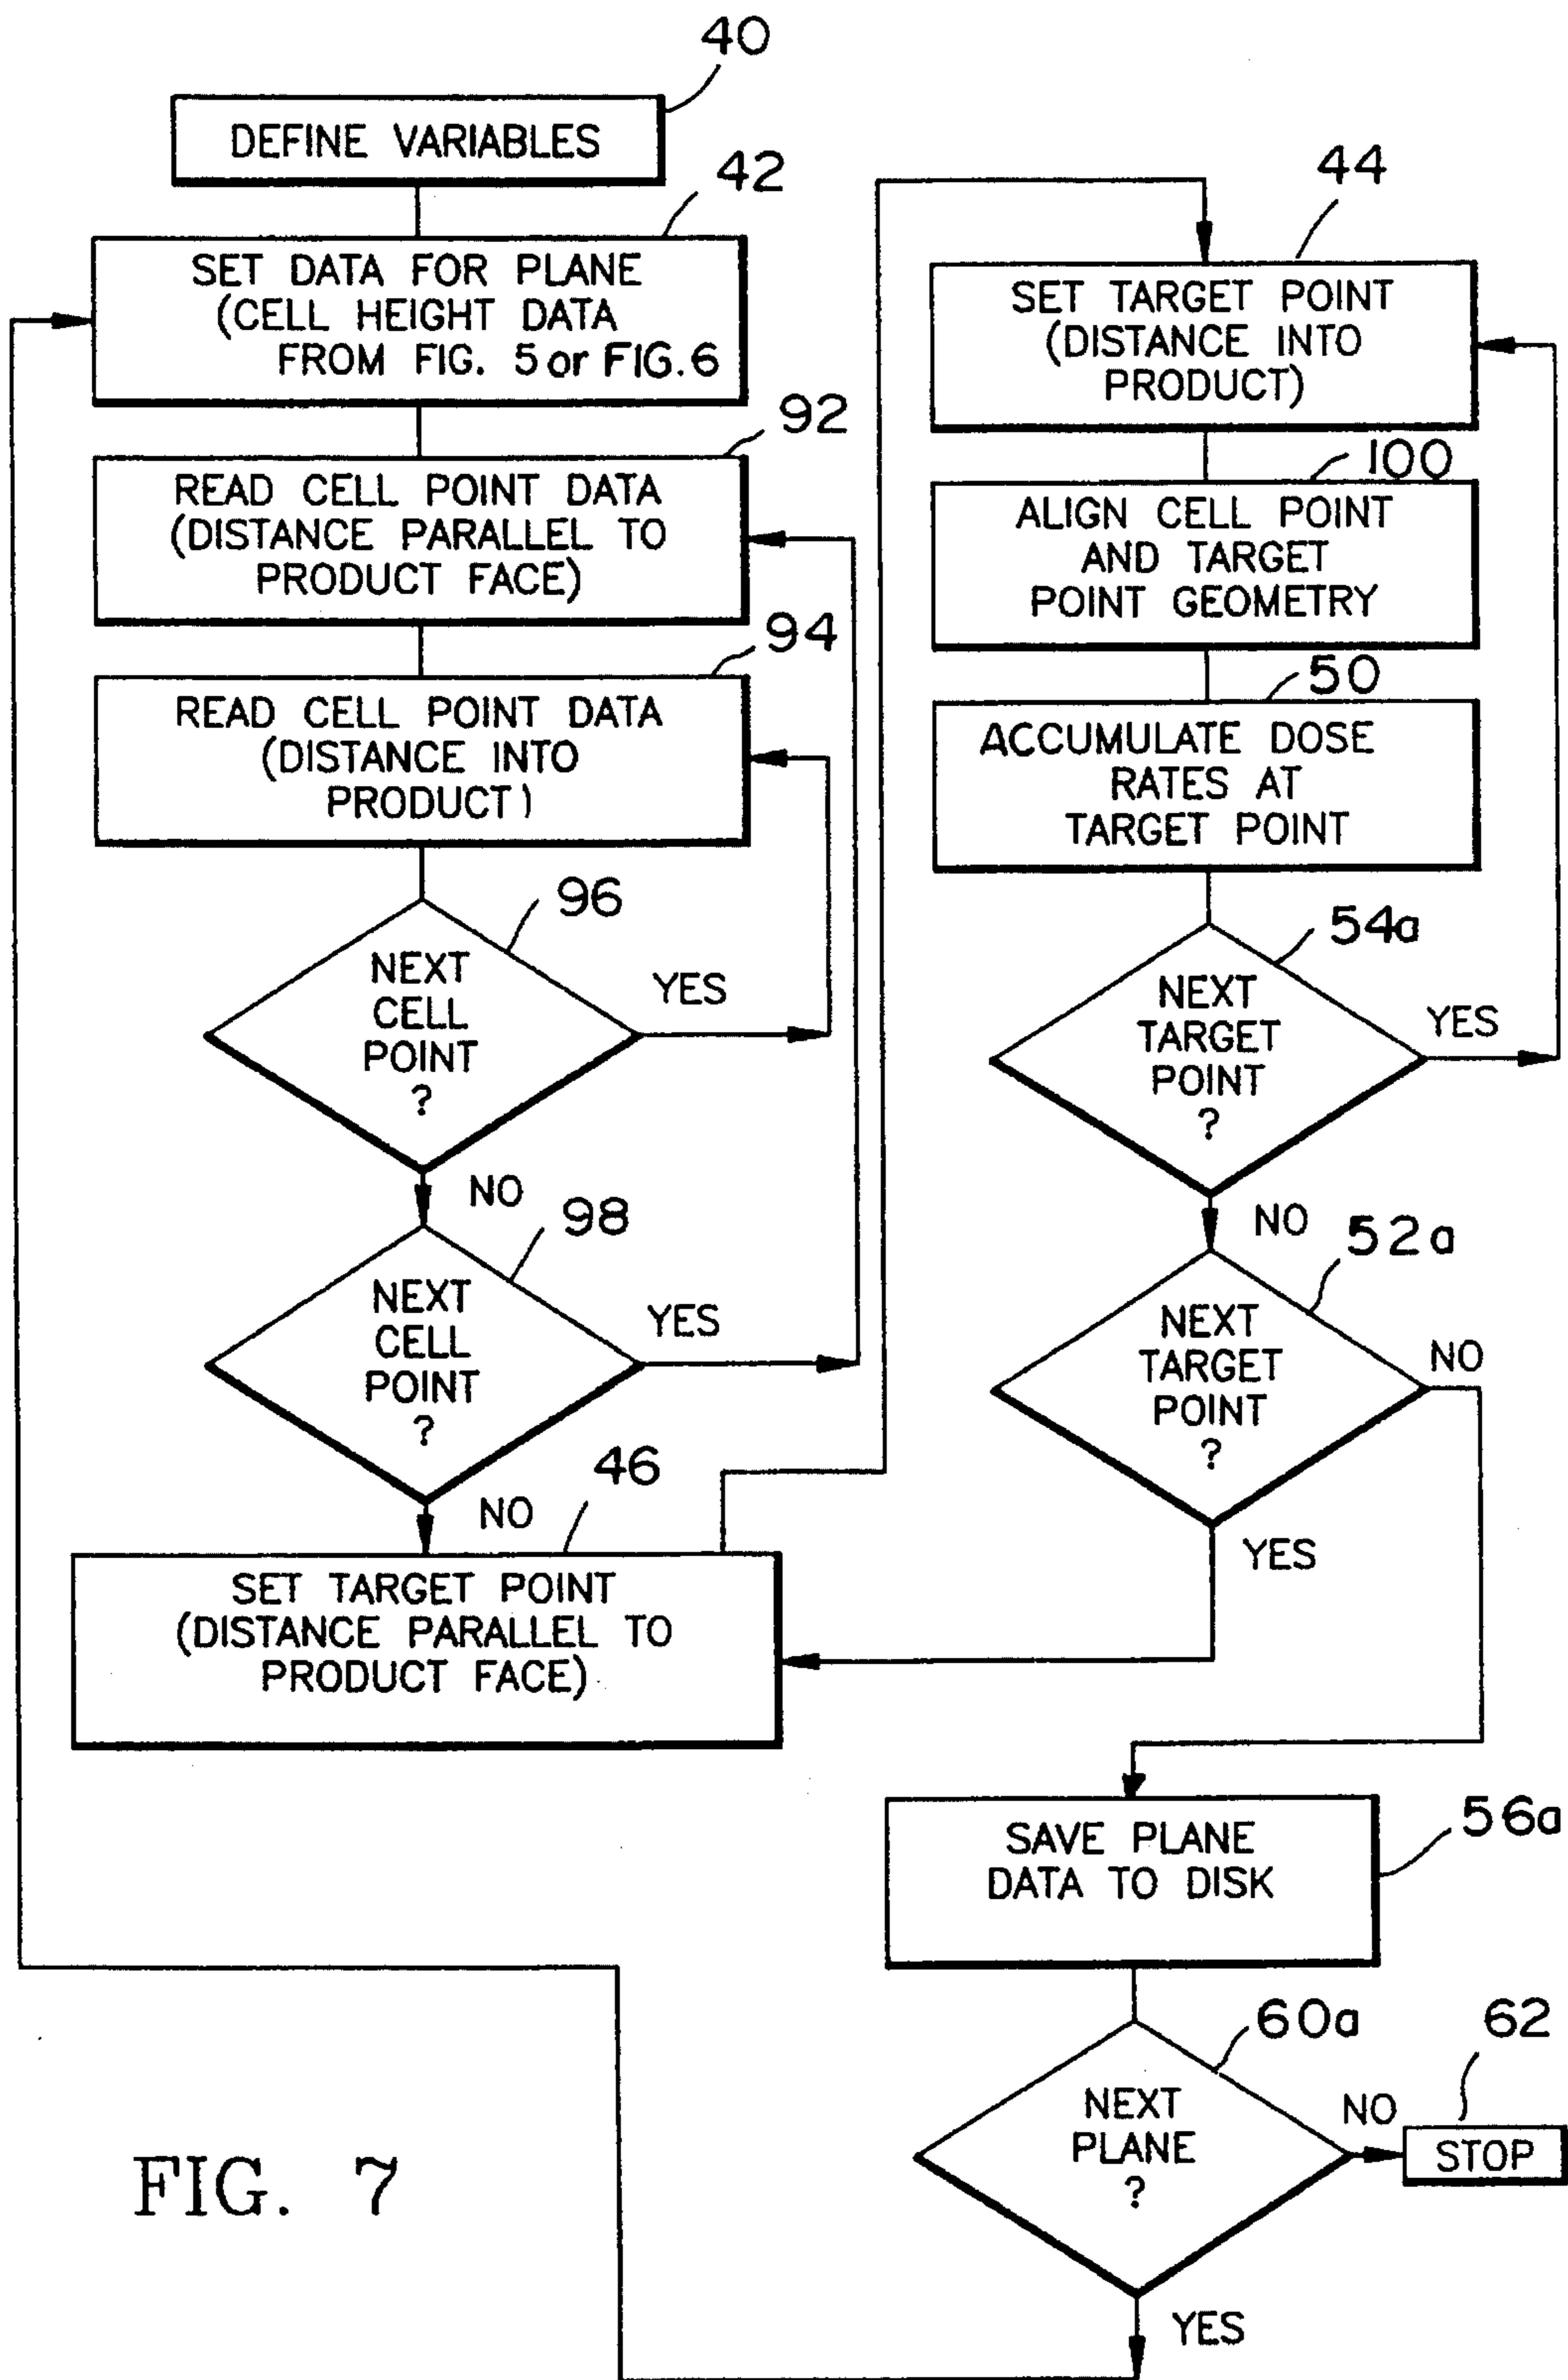 40
DEFINE VARIABLES
42
SET DATA FOR PLANE
(CELL HEIGHT DATA
FROM FIG. 5 or FIG.6
92
READ CELL POINT DATA
(DISTANCE PARALLEL TO
PRODUCT FACE)
94
READ CELL POINT DATA
(DISTANCE INTO
PRODUCT)
96
NEXT
CELL
POINT
?
YES
NO
98
NEXT
CELL
POINT
?
YES
NO
46
SET TARGET POINT
(DISTANCE PARALLEL TO
PRODUCT FACE)
44
SET TARGET POINT
(DISTANCE INTO
PRODUCT)
100
ALIGN CELL POINT
AND TARGET
POINT GEOMETRY
50
ACCUMULATE DOSE
RATES AT
TARGET POINT
54a
NEXT
TARGET
POINT
?
YES
NO
52a
NEXT
TARGET
POINT
?
NO
YES
56a
SAVE PLANE
DATA TO DISK
60a
NEXT
PLANE
?
NO
62
STOP
YES
FIG. 7